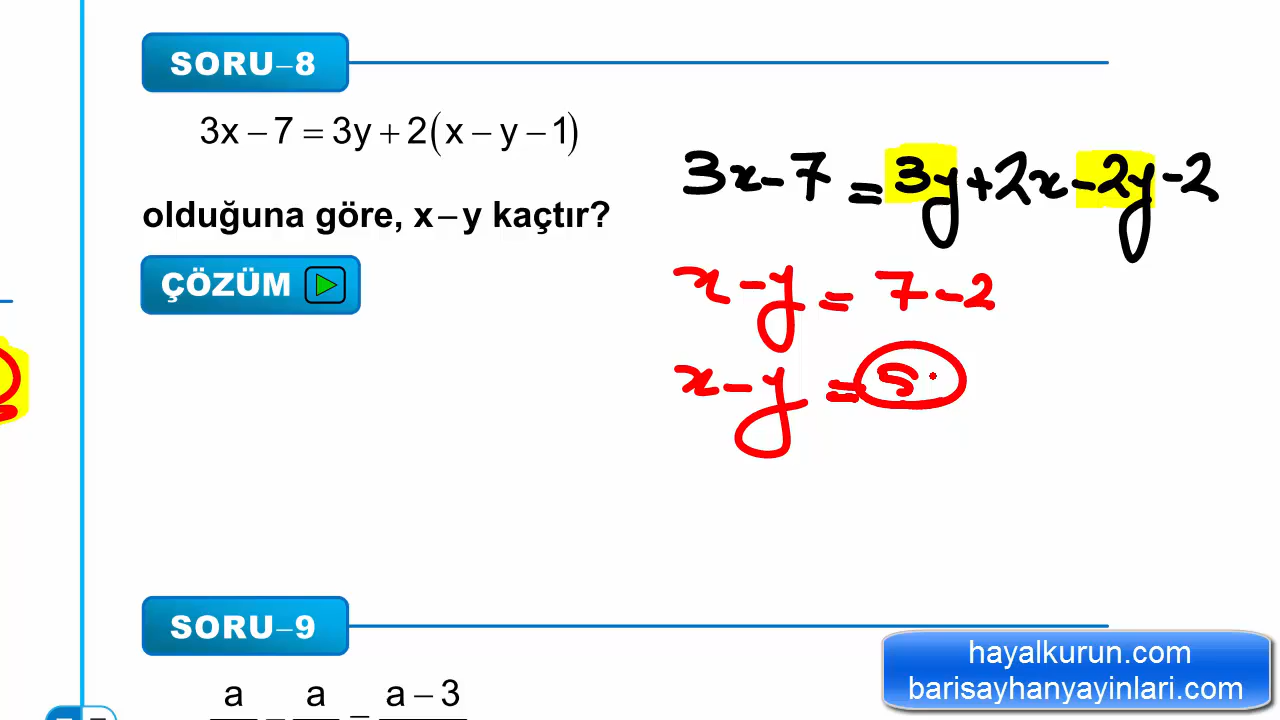 SORU–8
3x – 7 = 3y + 2(x – y – 1)
olduğuna göre, x – y kaçtır?
ÇÖZÜM
3x - 7 = 3y + 2x - 2y - 2
x - y = 7 - 2
x - y = 5
SORU–9
a a a – 3
hayalkurun.com
barisayhanyayinlari.com